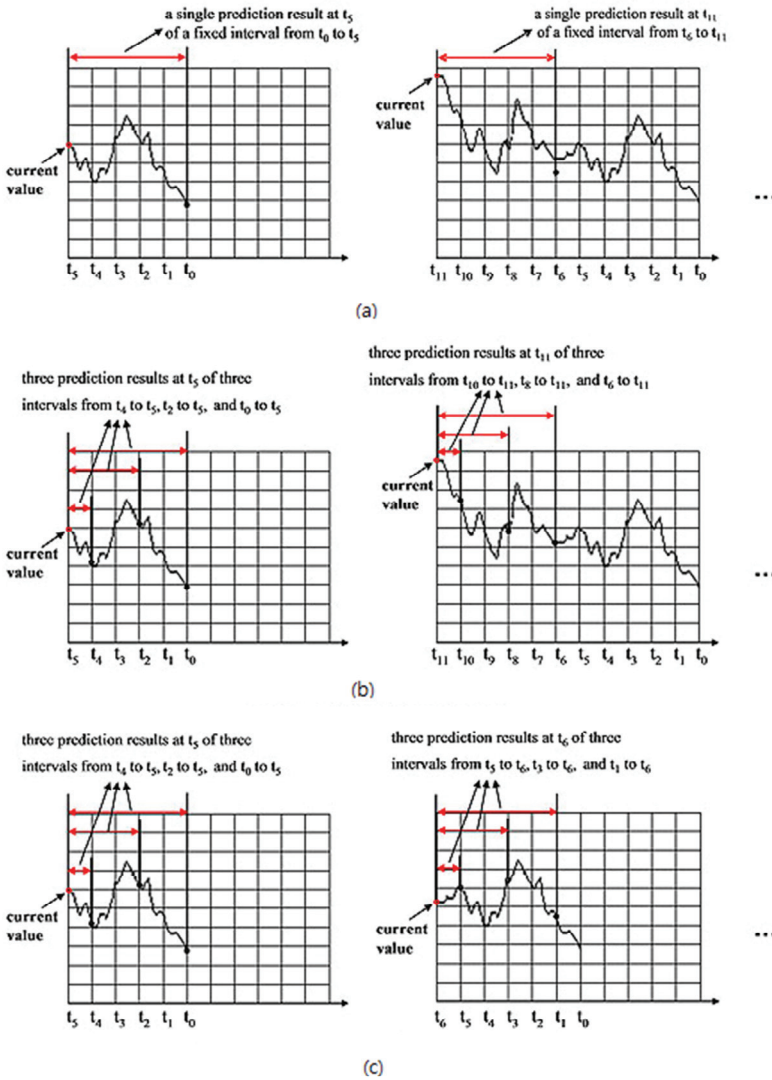 a single prediction result at t5
of a fixed interval from t0 to t5
current
value
t5 t4 t3 t2 t1 t0
a single prediction result at t11
of a fixed interval from t6 to t11
current
value
t11 t10 t9 t8 t7 t6 t5 t4 t3 t2 t1 t0
...
(a)
three prediction results at t5 of three
intervals from t4 to t5, t2 to t5, and t0 to t5
current
value
t5 t4 t3 t2 t1 t0
three prediction results at t11 of three
intervals from t10 to t11, t8 to t11, and t6 to t11
current
value
t11 t10 t9 t8 t7 t6 t5 t4 t3 t2 t1 t0
...
(b)
three prediction results at t5 of three
intervals from t4 to t5, t2 to t5, and t0 to t5
current
value
t5 t4 t3 t2 t1 t0
three prediction results at t6 of three
intervals from t5 to t6, t3 to t6, and t1 to t6
current
value
t6 t5 t4 t3 t2 t1 t0
...
(c)